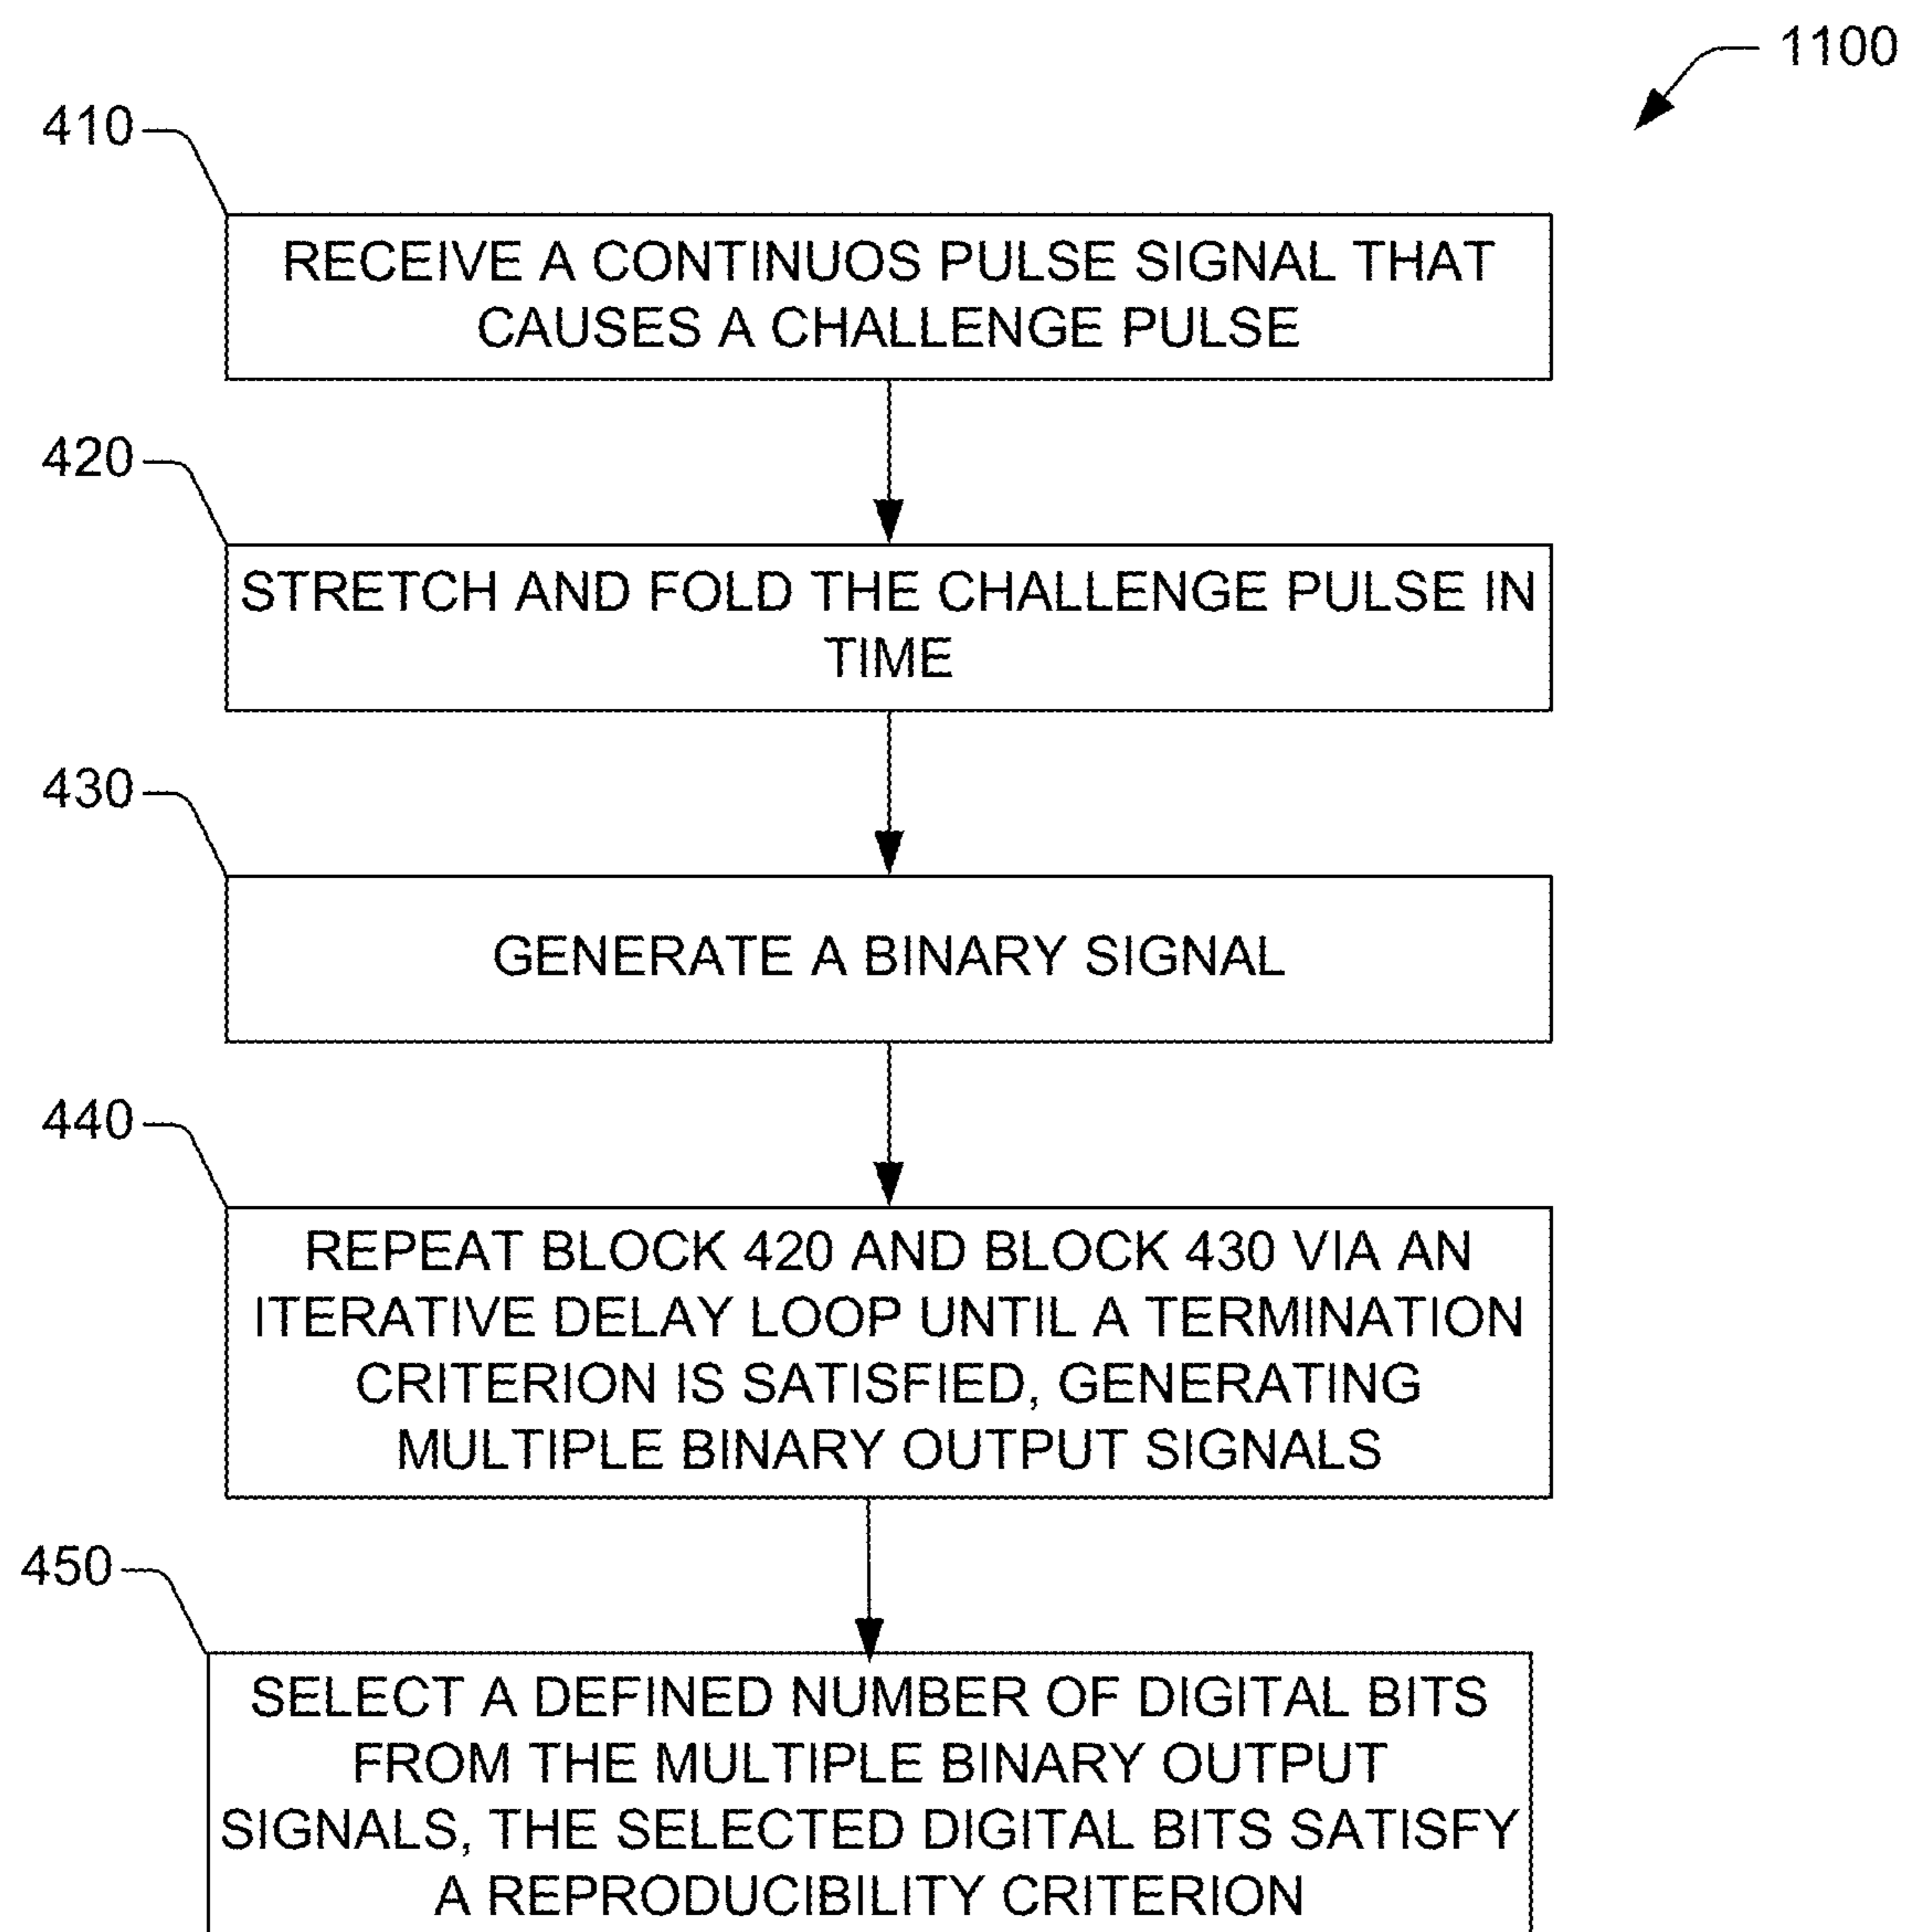 1100
410
RECEIVE A CONTINUOS PULSE SIGNAL THAT
CAUSES A CHALLENGE PULSE
420
STRETCH AND FOLD THE CHALLENGE PULSE IN
TIME
430
GENERATE A BINARY SIGNAL
440
REPEAT BLOCK 420 AND BLOCK 430 VIA AN
ITERATIVE DELAY LOOP UNTIL A TERMINATION
CRITERION IS SATISFIED, GENERATING
MULTIPLE BINARY OUTPUT SIGNALS
450
SELECT A DEFINED NUMBER OF DIGITAL BITS
FROM THE MULTIPLE BINARY OUTPUT
SIGNALS, THE SELECTED DIGITAL BITS SATISFY
A REPRODUCIBILITY CRITERION